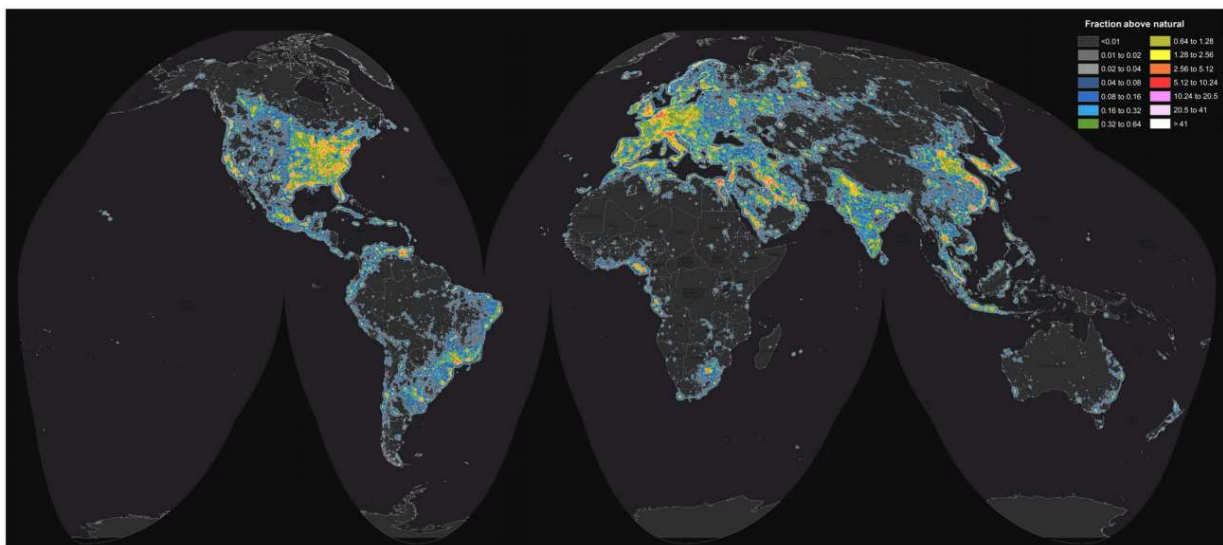 Fraction above natural
<0.01
0.01 to 0.02
0.02 to 0.04
0.04 to 0.08
0.08 to 0.16
0.16 to 0.32
0.32 to 0.64
0.64 to 1.28
1.28 to 2.56
2.56 to 5.12
5.12 to 10.24
10.24 to 20.5
20.5 to 41
> 41